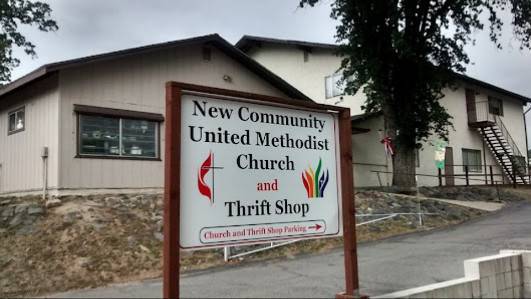 New Community
United Methodist
Church
and
Thrift Shop
Church and Thrift Shop Parking